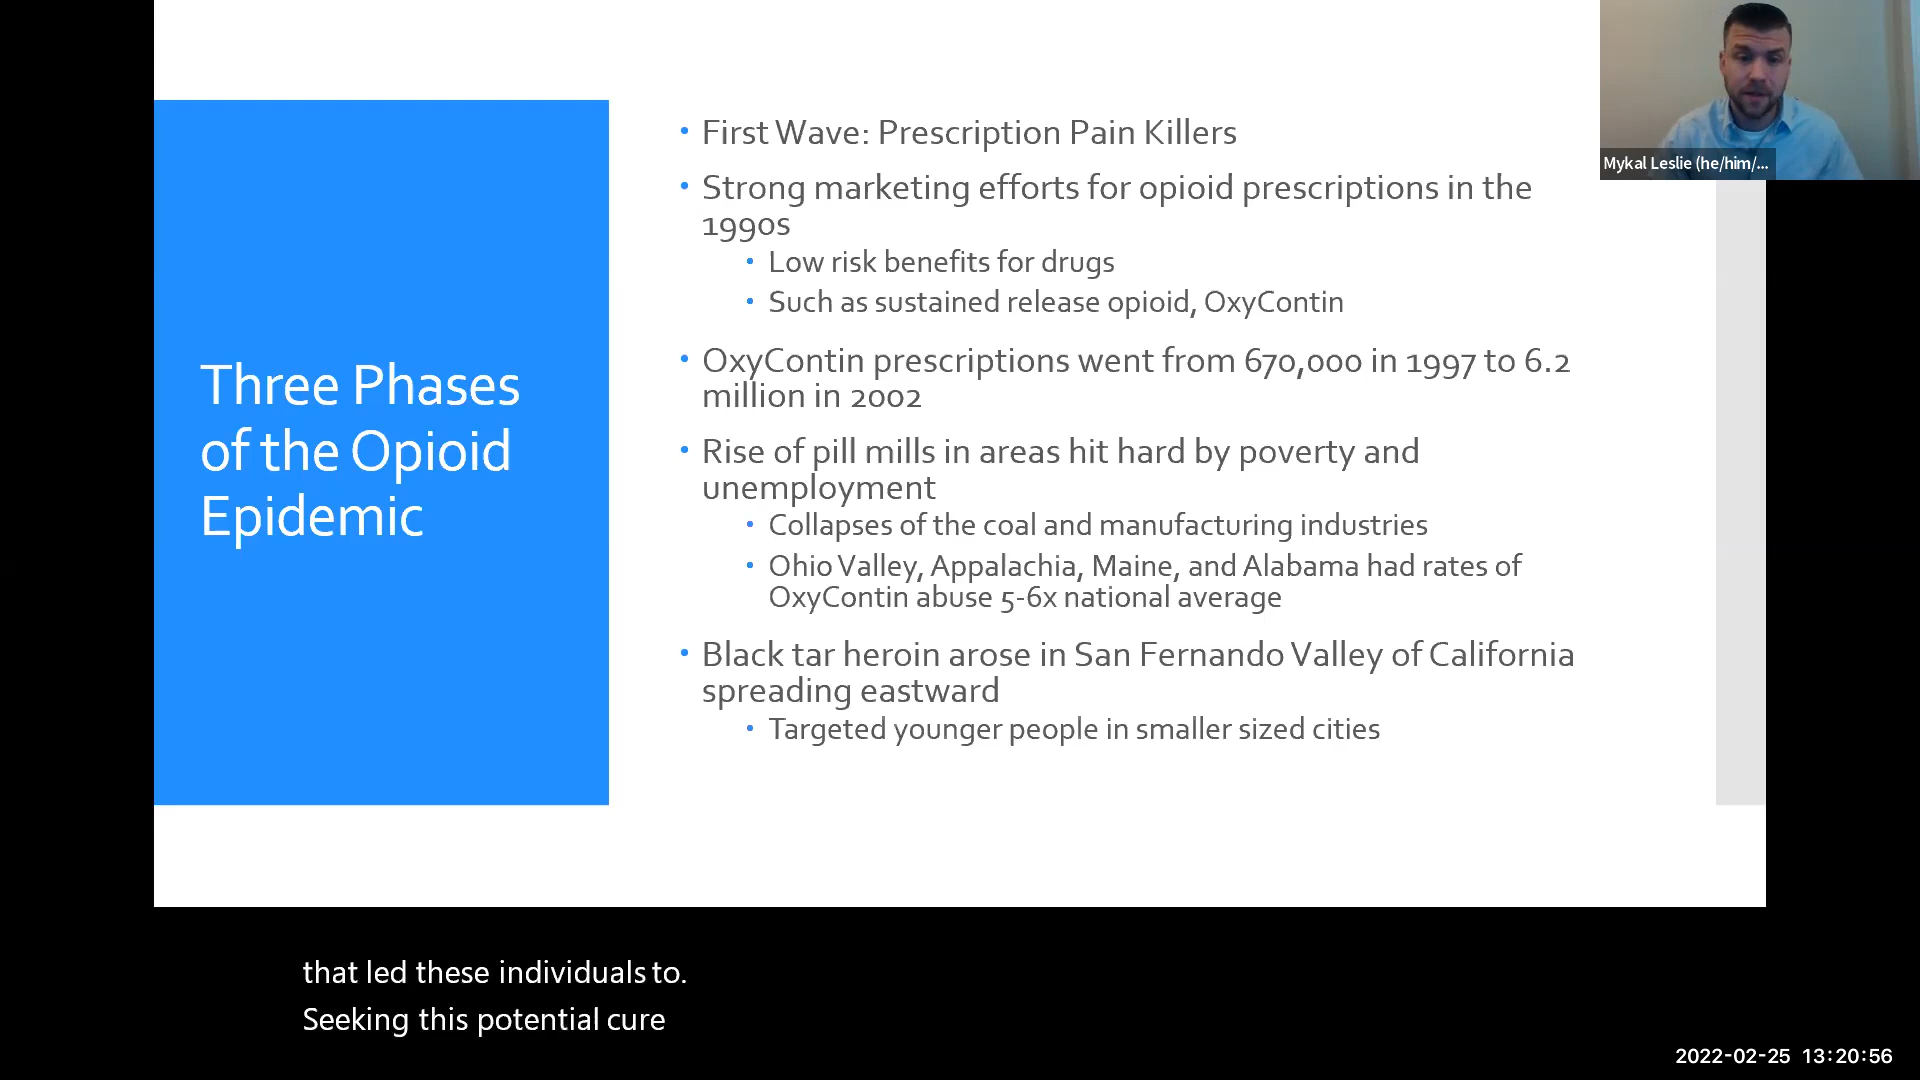 Three Phases
of the Opioid
Epidemic
• First Wave: Prescription Pain Killers
• Strong marketing efforts for opioid prescriptions in the
1990s
• Low risk benefits for drugs
• Such as sustained release opioid, OxyContin
• OxyContin prescriptions went from 670,000 in 1997 to 6.2
million in 2002
• Rise of pill mills in areas hit hard by poverty and
unemployment
• Collapses of the coal and manufacturing industries
• Ohio Valley, Appalachia, Maine, and Alabama had rates of
OxyContin abuse 5-6x national average
• Black tar heroin arose in San Fernando Valley of California
spreading eastward
• Targeted younger people in smaller sized cities
Mykal Leslie (he/him/...
that led these individuals to.
Seeking this potential cure
2022-02-25 13:20:56